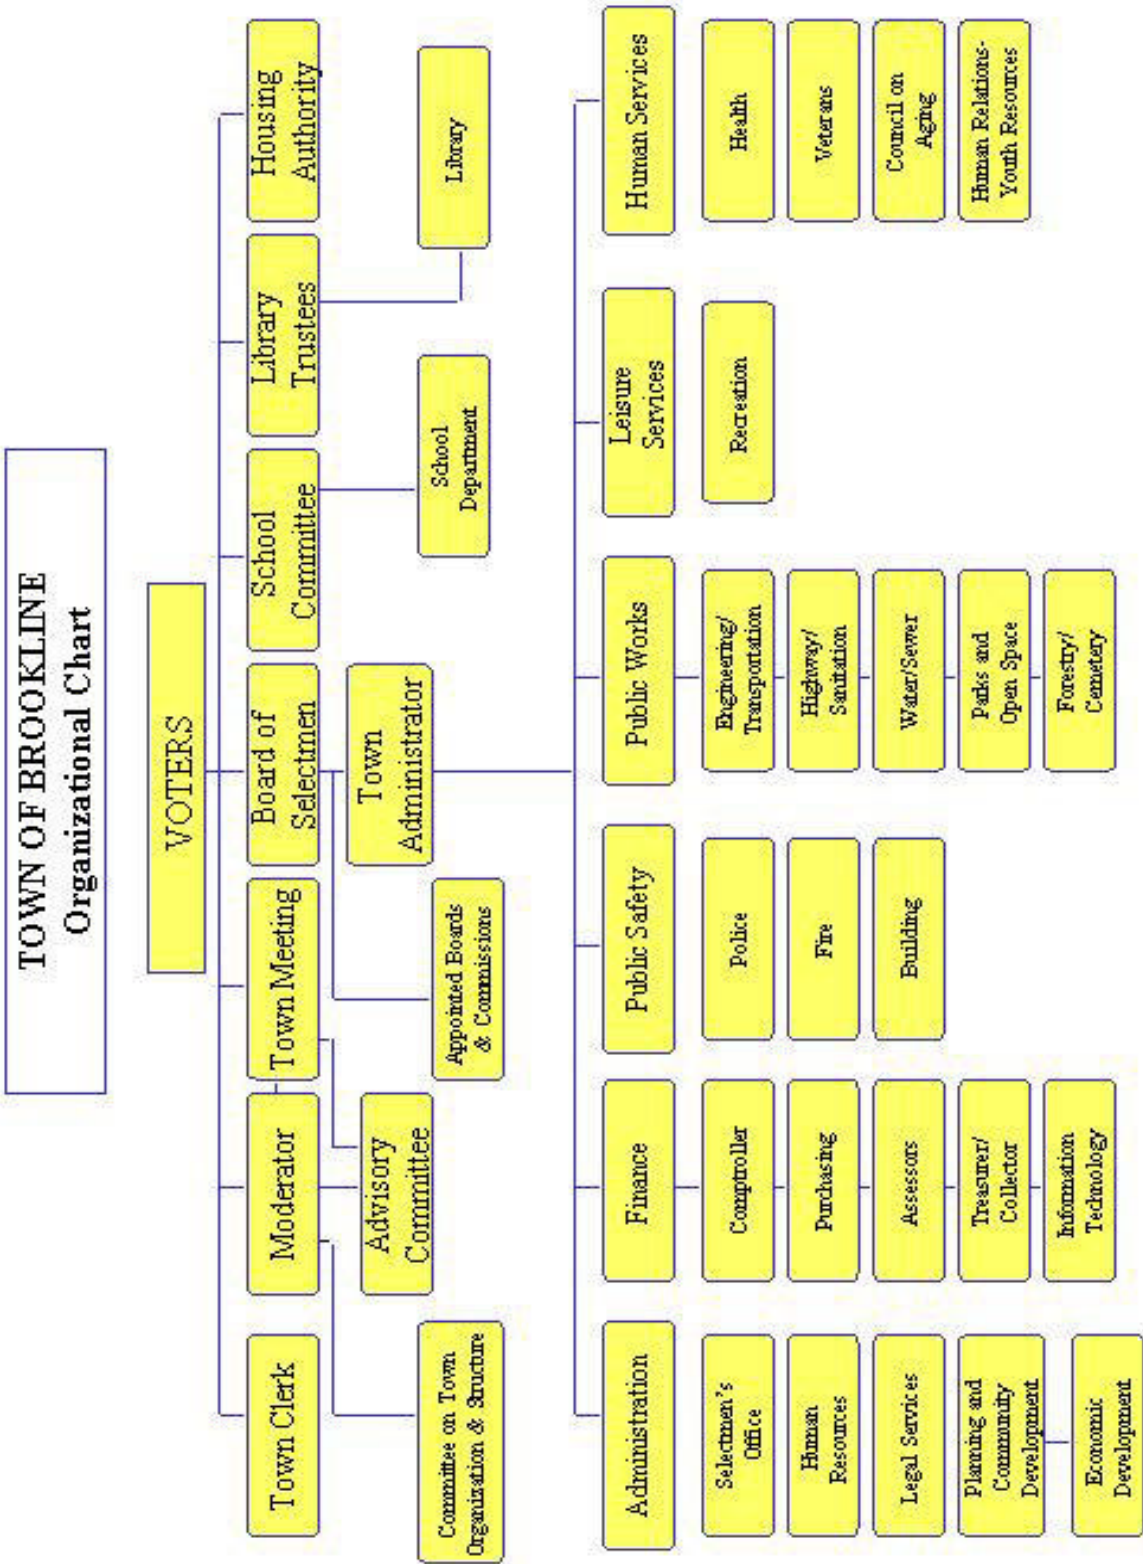 TOWN OF BROOKLINE
Organizational Chart
VOTERS
Town Clerk
Moderator
Town Meeting
Board of
Selectmen
School
Committee
Library
Trustees
Housing
Authority
Committee on Town
Organization & Structure
Advisory
Committee
Appointed Boards
& Commissions
Town
Administrator
School
Department
Library
Administration
Selectmen's
Office
Human
Resources
Legal Services
Planning and
Community
Development
Economic
Development
Finance
Comptroller
Purchasing
Assessors
Treasurer/
Collector
Information
Technology
Public Safety
Police
Fire
Building
Public Works
Engineering/
Transportation
Highway/
Sanitation
Water/Sewer
Parks and
Open Space
Forestry/
Cemetery
Leisure
Services
Recreation
Human Services
Health
Veterans
Council on
Aging
Human Relations-
Youth Resources